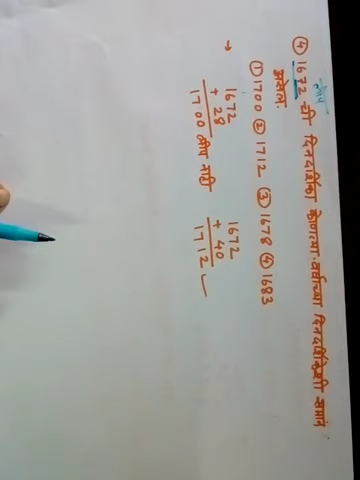 लीप
④ 1672 ची दिनदर्शिका कोणत्या वर्षाच्या दिनदर्शिकेशी समान
असेल.
① 1700 ② 1712 ③ 1678 ④ 1683
→ 1672
+ 28
1700 लीप नाही
1672
+ 40
1712 ✓